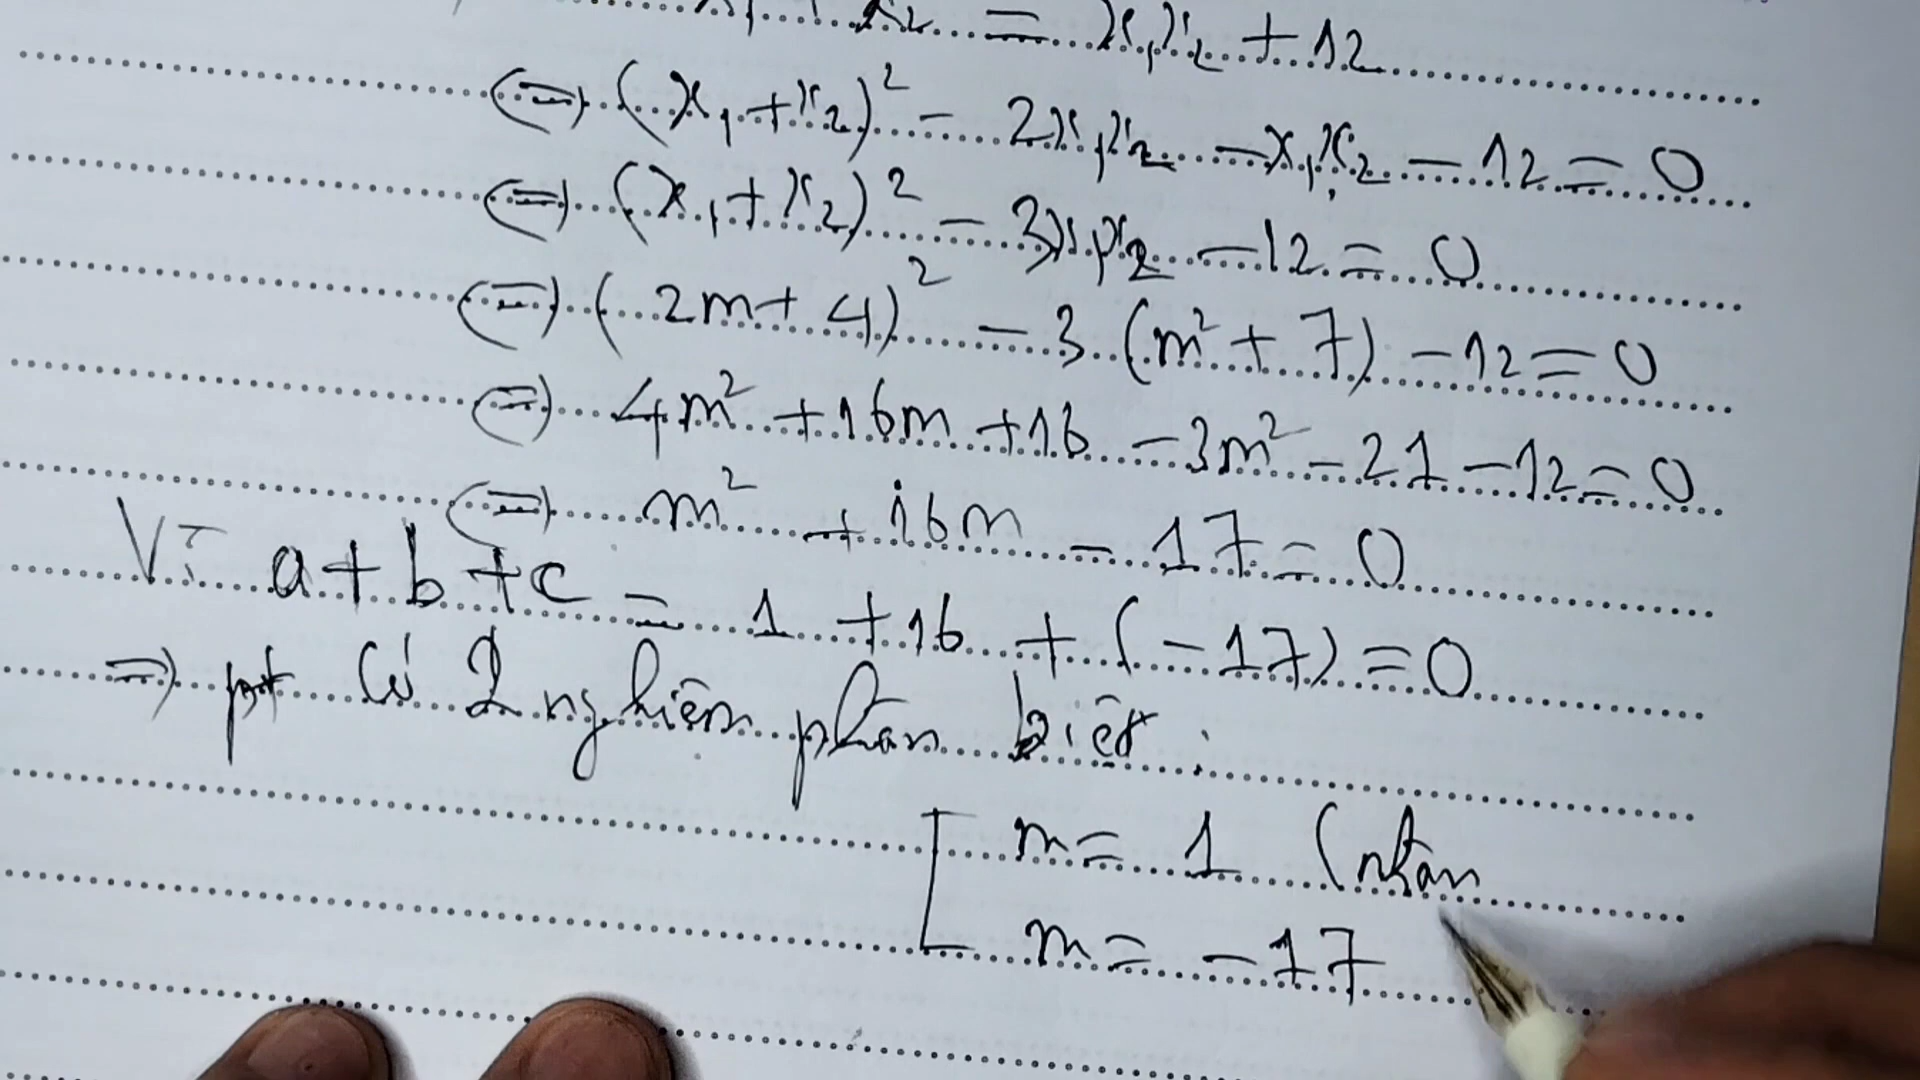 x₂ = x₁x₂ + 12
⇔ (x₁ + x₂)² - 2x₁x₂ - x₁x₂ - 12 = 0
⇔ (x₁ + x₂)² - 3x₁x₂ - 12 = 0
⇔ (2m + 4)² - 3 (m² + 7) - 12 = 0
⇔ 4m² + 16m + 16 - 3m² - 21 - 12 = 0
⇔ m² + 16m - 17 = 0
Vì a + b + c = 1 + 16 + (-17) = 0
⇒ pt có 2 nghiệm phân biệt :
[ m = 1 (nhận
m = -17